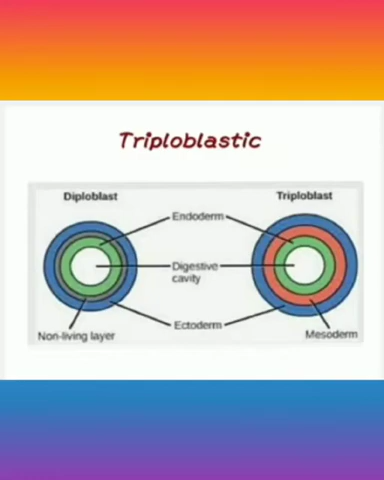 Triploblastic
Diploblast
Triploblast
Endoderm
Digestive
cavity
Ectoderm
Non-living layer
Mesoderm